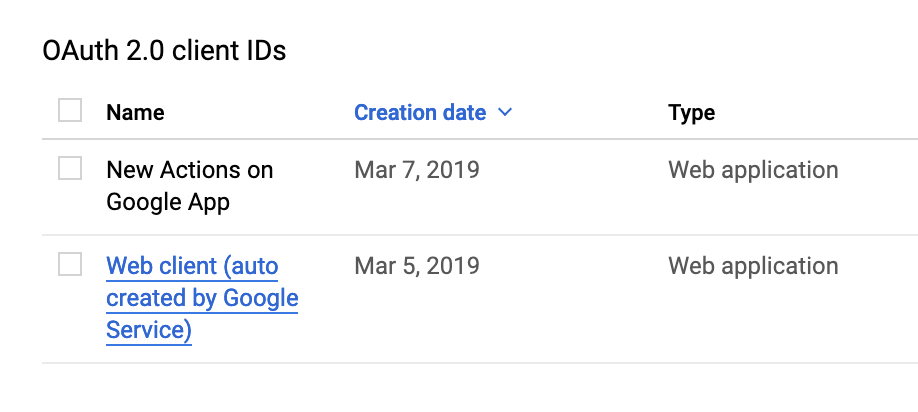 OAuth 2.0 client IDs
Name Creation date Type
New Actions on Google App Mar 7, 2019 Web application
Web client (auto created by Google Service) Mar 5, 2019 Web application